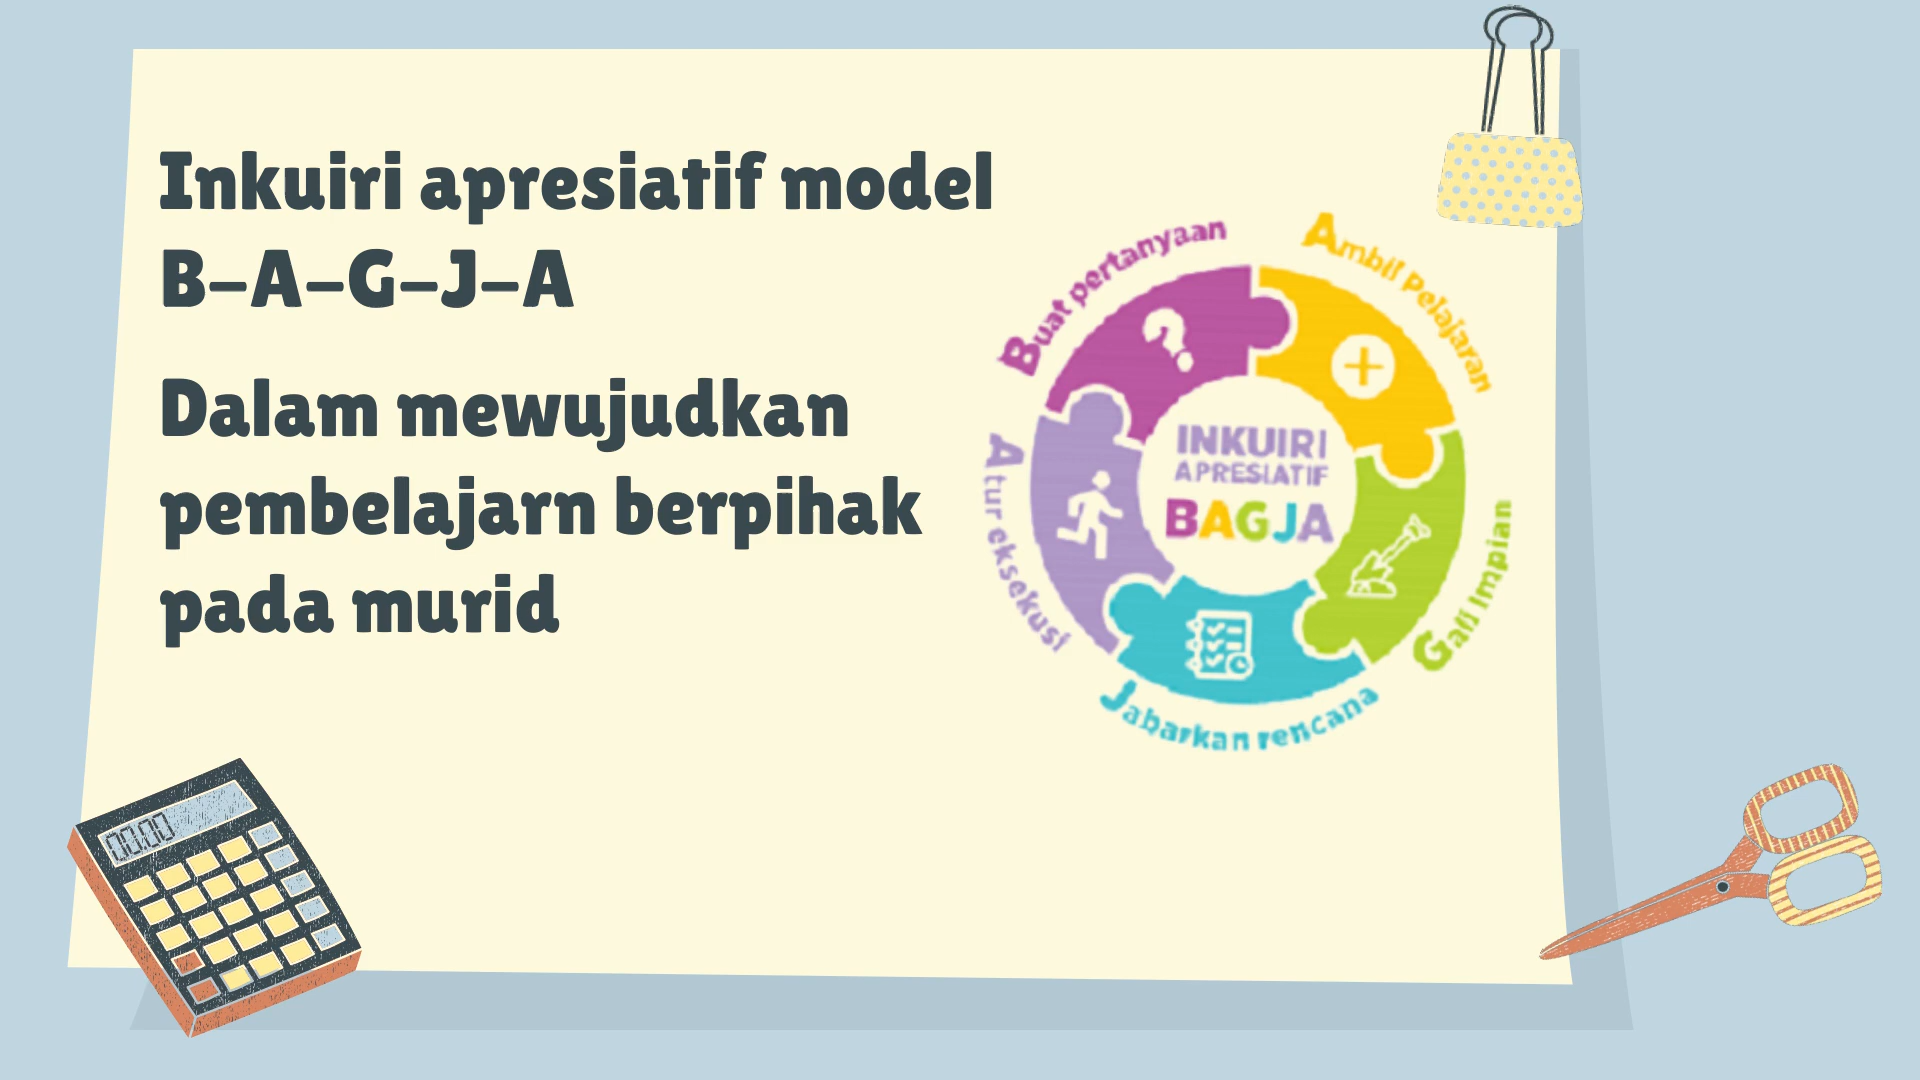 Inkuiri apresiatif model
B-A-G-J-A
Dalam mewujudkan
pembelajarn berpihak
pada murid
Buat pertanyaan
Ambil pelajaran
Gali Impian
Jabarkan rencana
Atur eksekusi
INKUIRI
APRESIATIF
BAGJA
00.00